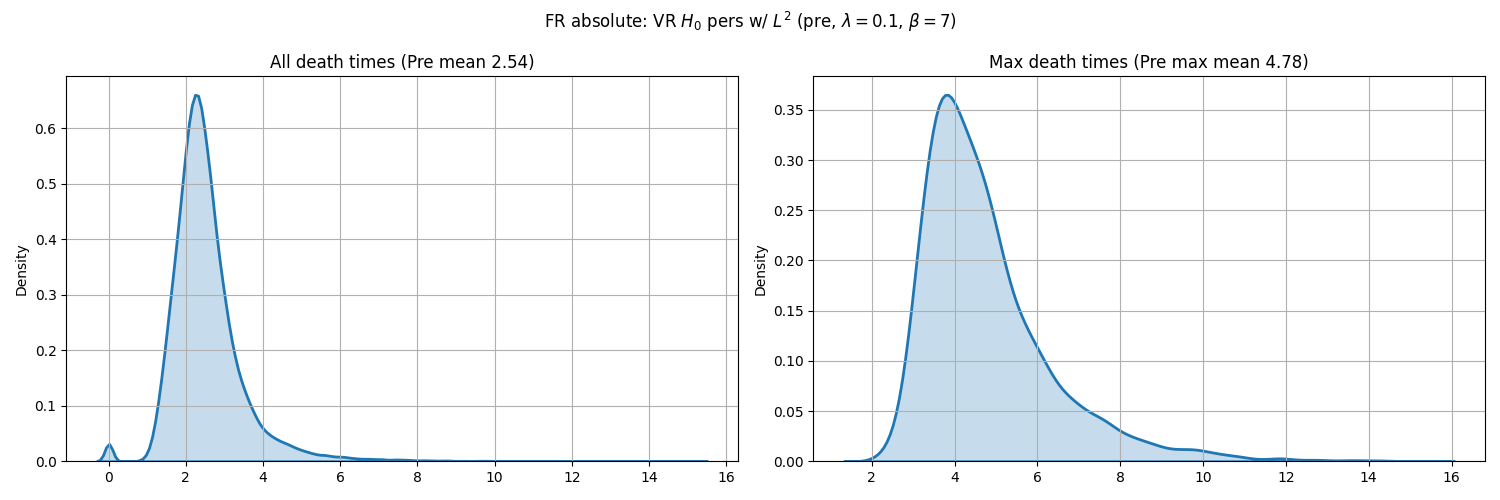 FR absolute: VR $H_0$ pers w/ $L^2$ (pre, $\lambda = 0.1$, $\beta = 7$)
All death times (Pre mean 2.54)
Density
0.6
0.5
0.4
0.3
0.2
0.1
0.0
0 2 4 6 8 10 12 14 16
Max death times (Pre max mean 4.78)
Density
0.35
0.30
0.25
0.20
0.15
0.10
0.05
0.00
2 4 6 8 10 12 14 16